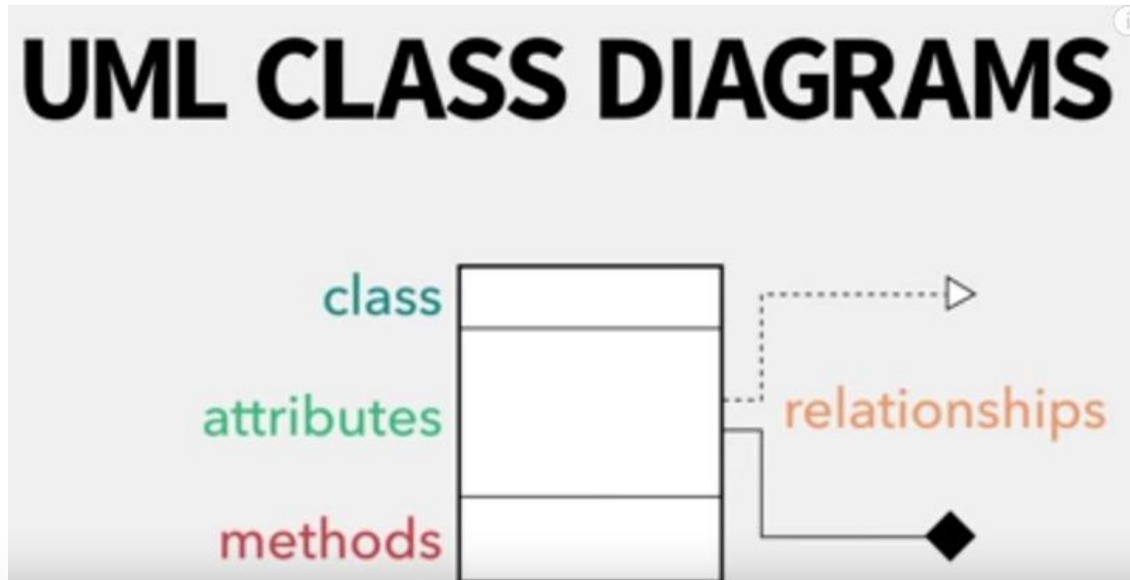 UML CLASS DIAGRAMS
class
attributes
relationships
methods